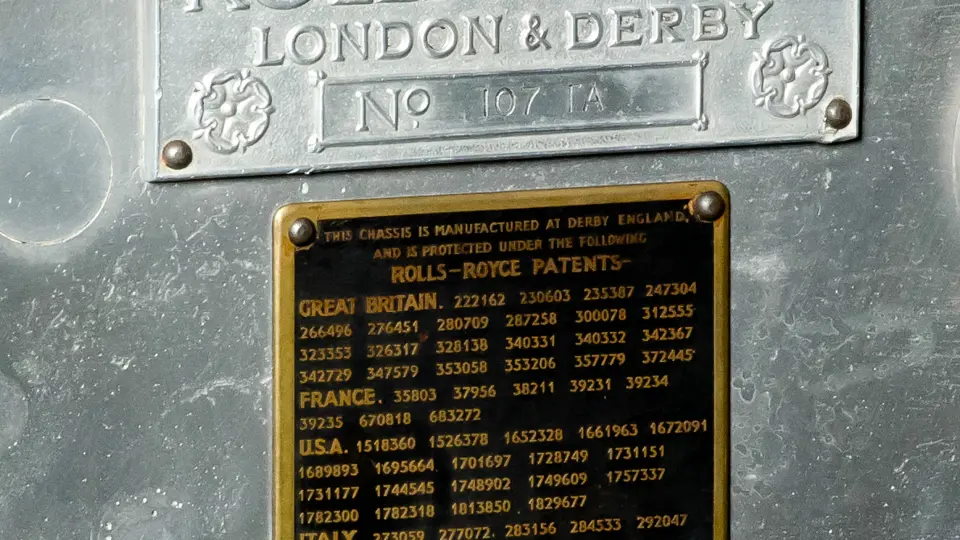 LONDON & DERBY
Nº 107 TA
THIS CHASSIS IS MANUFACTURED AT DERBY ENGLAND,
AND IS PROTECTED UNDER THE FOLLOWING
ROLLS-ROYCE PATENTS-
GREAT BRITAIN. 222162 230603 235387 247304
266496 276451 280709 287258 300078 312555
323353 326317 328138 340331 340332 342367
342729 347579 353058 353206 357779 372445
FRANCE. 35803 37956 38211 39231 39234
39235 670818 683272
U.S.A. 1518360 1526378 1652328 1661963 1672091
1689893 1695664 1701697 1728749 1731151
1731177 1744545 1748902 1749609 1757337
1782300 1782318 1813850 1829677
ITALY 273059 277072 283156 284533 292047